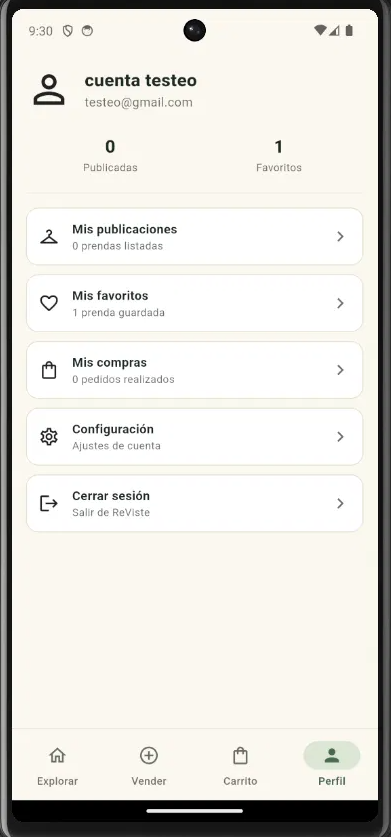 9:30
cuenta testeo
testeo@gmail.com
0 1
Publicadas Favoritos
Mis publicaciones
0 prendas listadas
Mis favoritos
1 prenda guardada
Mis compras
0 pedidos realizados
Configuración
Ajustes de cuenta
Cerrar sesión
Salir de ReViste
Explorar Vender Carrito Perfil